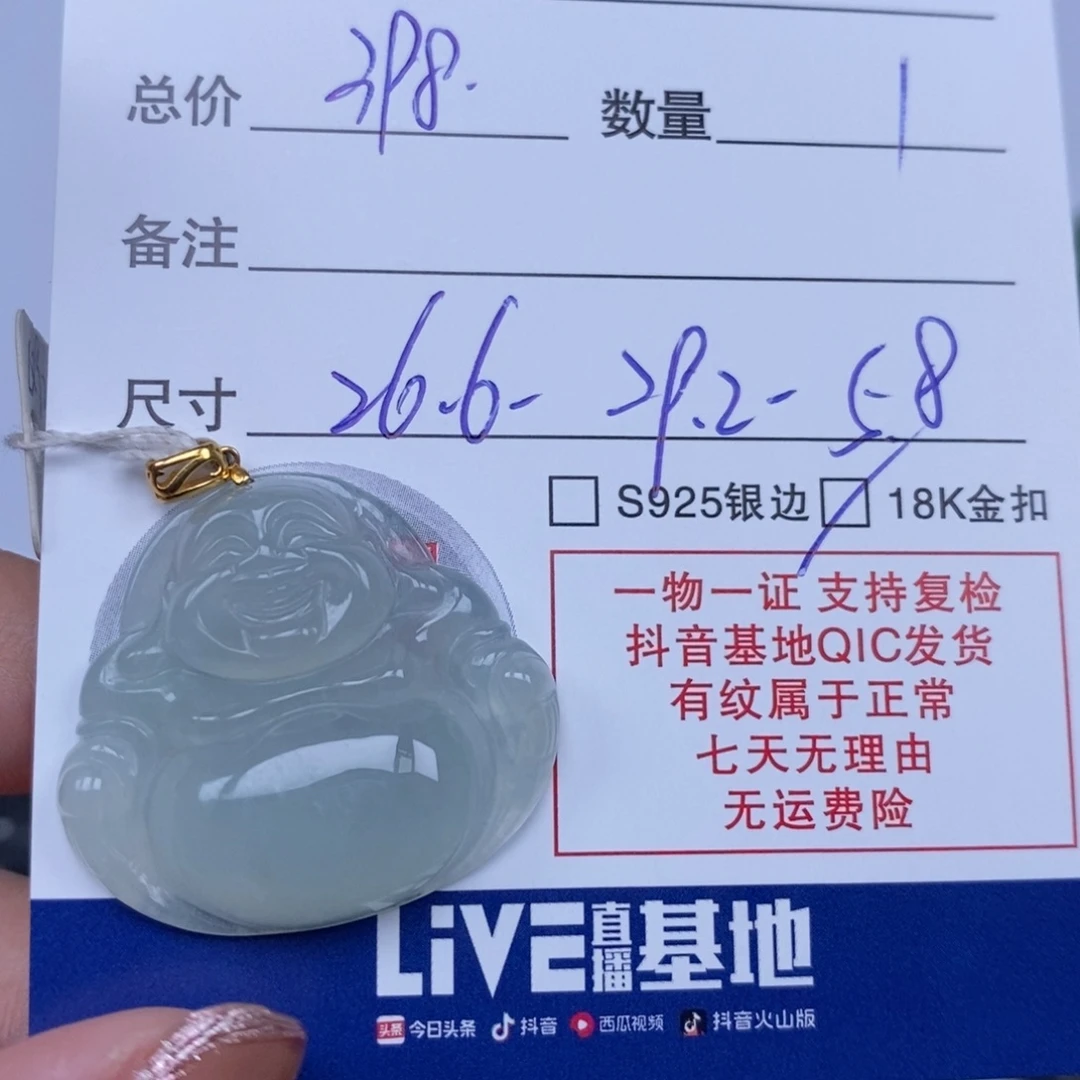 总价 398. 数量 1
备注
尺寸 26.6- 29.2- 5.8
S925银边 18K金扣
一物一证 支持复检
抖音基地QIC发货
有纹属于正常
七天无理由
无运费险
LiVE直播基地
头条 今日头条 抖音 西瓜视频 抖音火山版